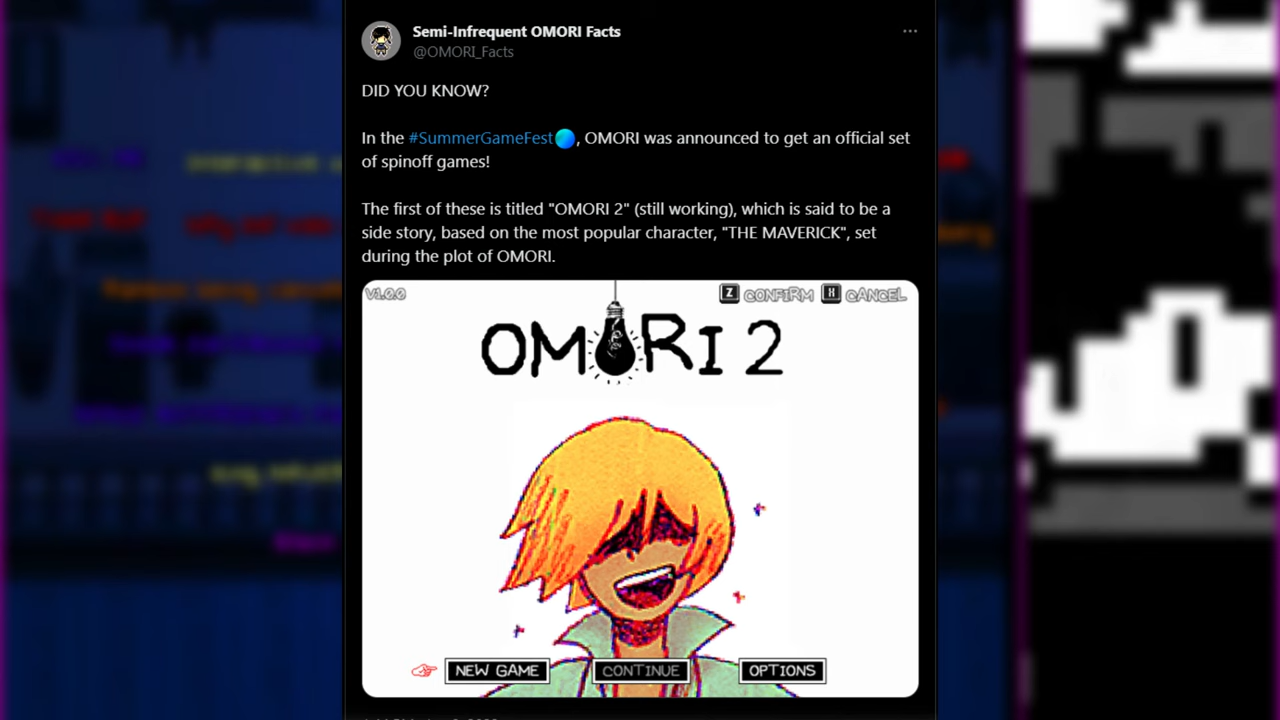 Semi-Infrequent OMORI Facts
@OMORI_Facts
DID YOU KNOW?
In the #SummerGameFest, OMORI was announced to get an official set
of spinoff games!
The first of these is titled "OMORI 2" (still working), which is said to be a
side story, based on the most popular character, "THE MAVERICK", set
during the plot of OMORI.
V1.0.0
Z CONFIRM X CANCEL
OMORI 2
NEW GAME CONTINUE OPTIONS